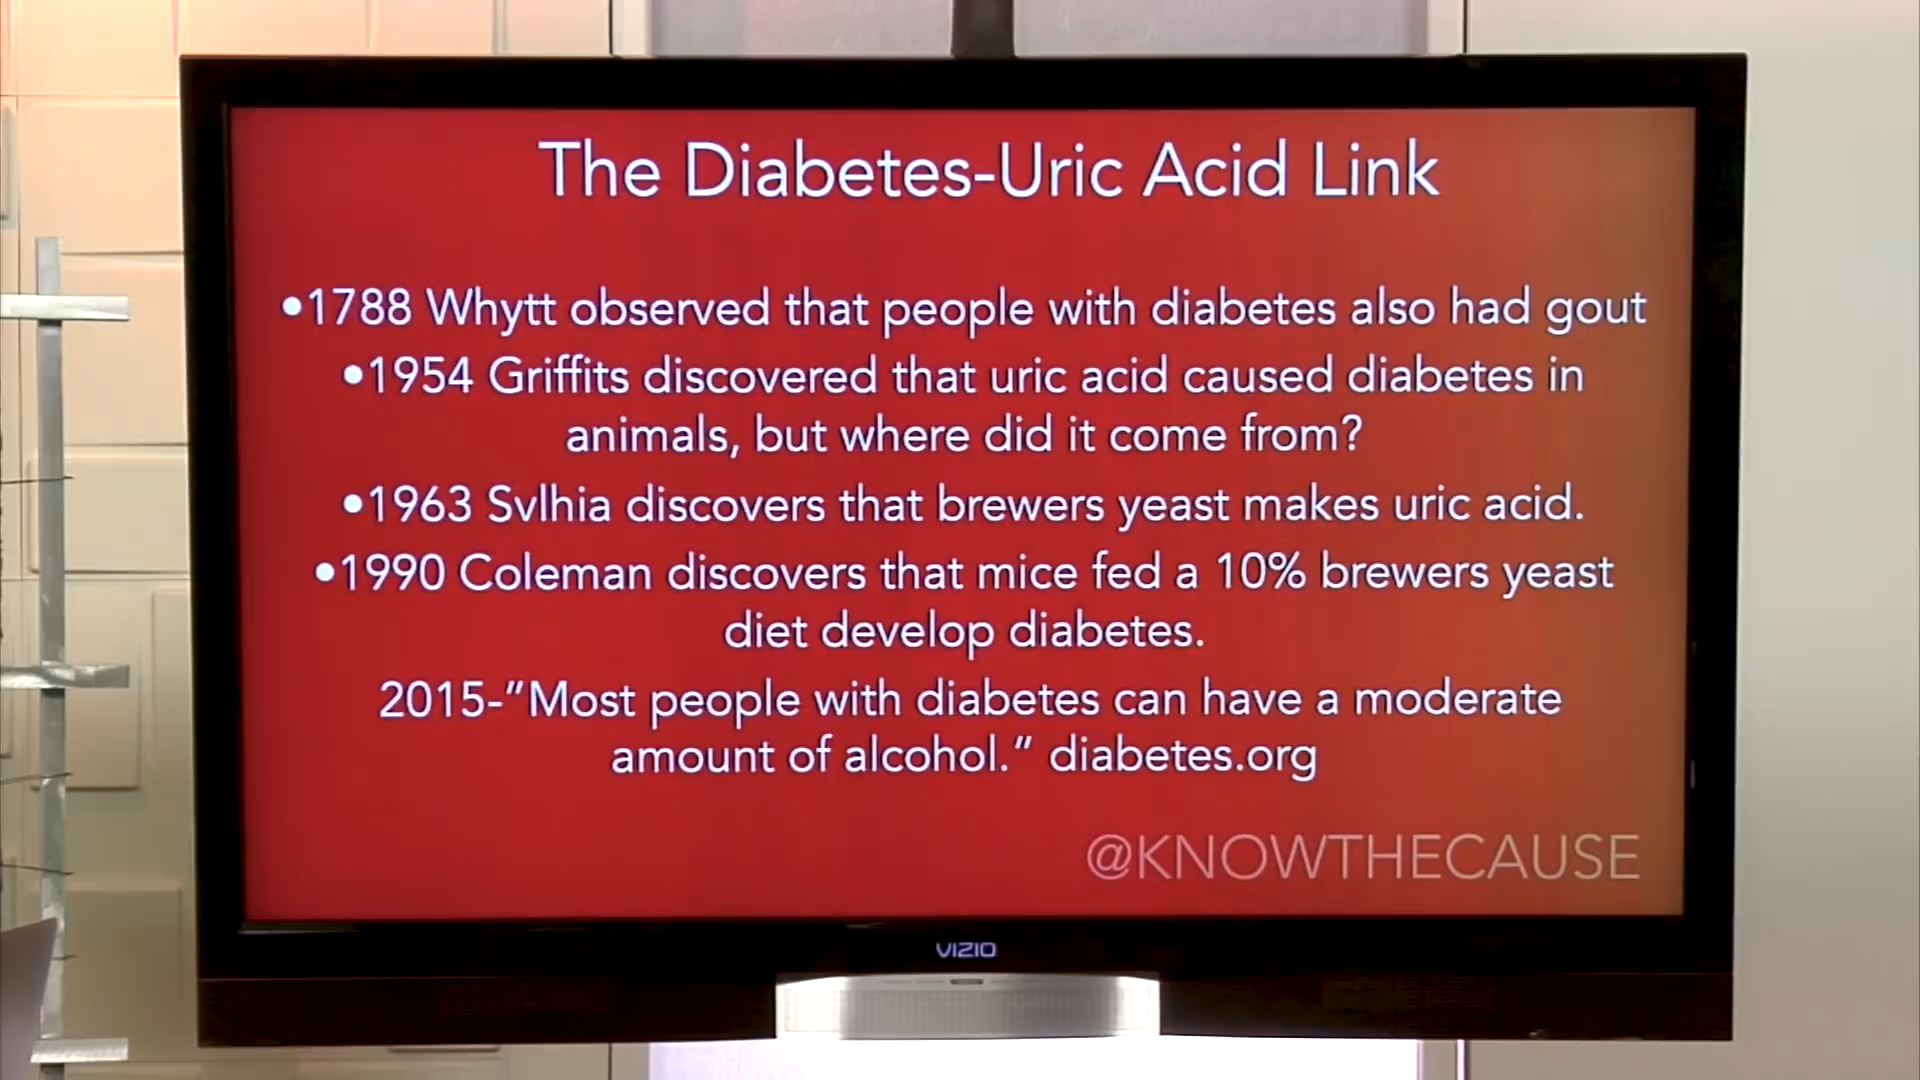 The Diabetes-Uric Acid Link
•1788 Whytt observed that people with diabetes also had gout
•1954 Griffits discovered that uric acid caused diabetes in
animals, but where did it come from?
•1963 Svlhia discovers that brewers yeast makes uric acid.
•1990 Coleman discovers that mice fed a 10% brewers yeast
diet develop diabetes.
2015-"Most people with diabetes can have a moderate
amount of alcohol." diabetes.org
@KNOWTHECAUSE
VIZIO